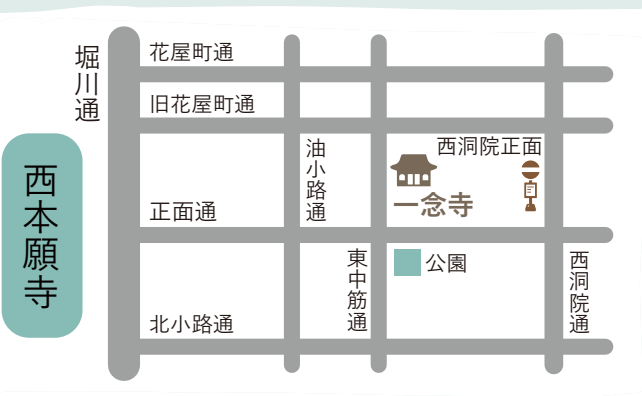 堀川通
花屋町通
旧花屋町通
西本願寺
油小路通
西洞院正面
一念寺
正面通
東中筋通
公園
西洞院通
北小路通